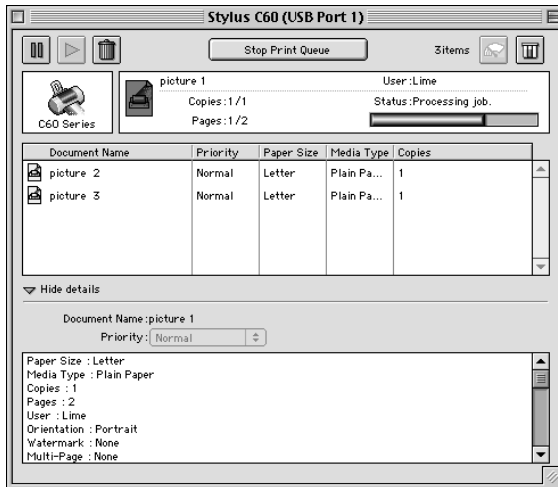 Stylus C60 (USB Port 1)
Stop Print Queue
3items
C60 Series
picture 1
User:Lime
Copies:1/1
Status:Processing job.
Pages:1/2
Document Name Priority Paper Size Media Type Copies
picture 2 Normal Letter Plain Pa... 1
picture 3 Normal Letter Plain Pa... 1
Hide details
Document Name:picture 1
Priority: Normal
Paper Size : Letter
Media Type : Plain Paper
Copies : 1
Pages : 2
User : Lime
Orientation : Portrait
Watermark : None
Multi-Page : None